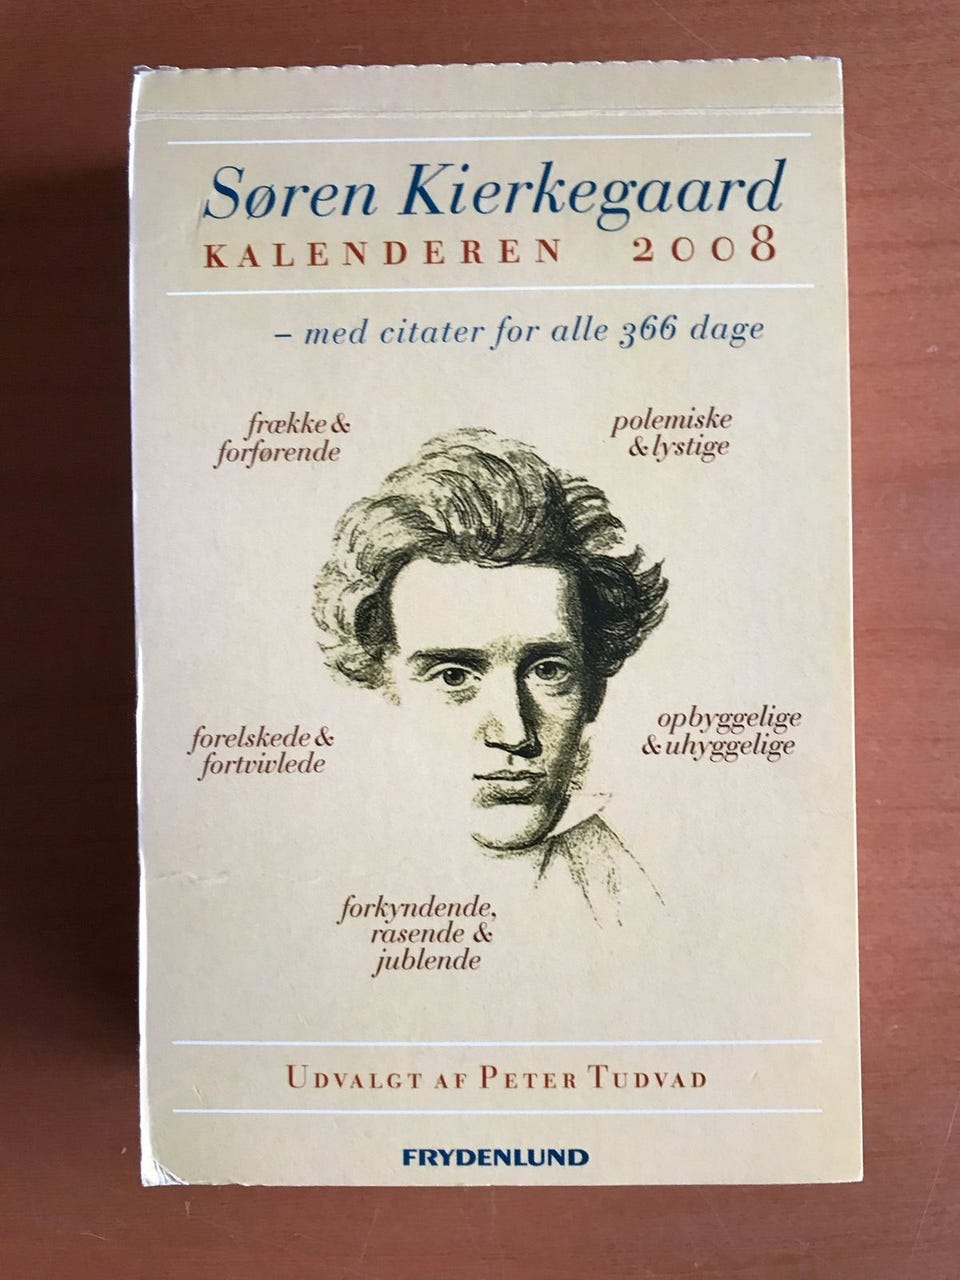 Søren Kierkegaard
KALENDEREN 2008
– med citater for alle 366 dage
frække &
forførende
polemiske
& lystige
forelskede &
fortvivlede
opbyggelige
& uhyggelige
forkyndende,
rasende &
jublende
UDVALGT AF PETER TUDVAD
FRYDENLUND